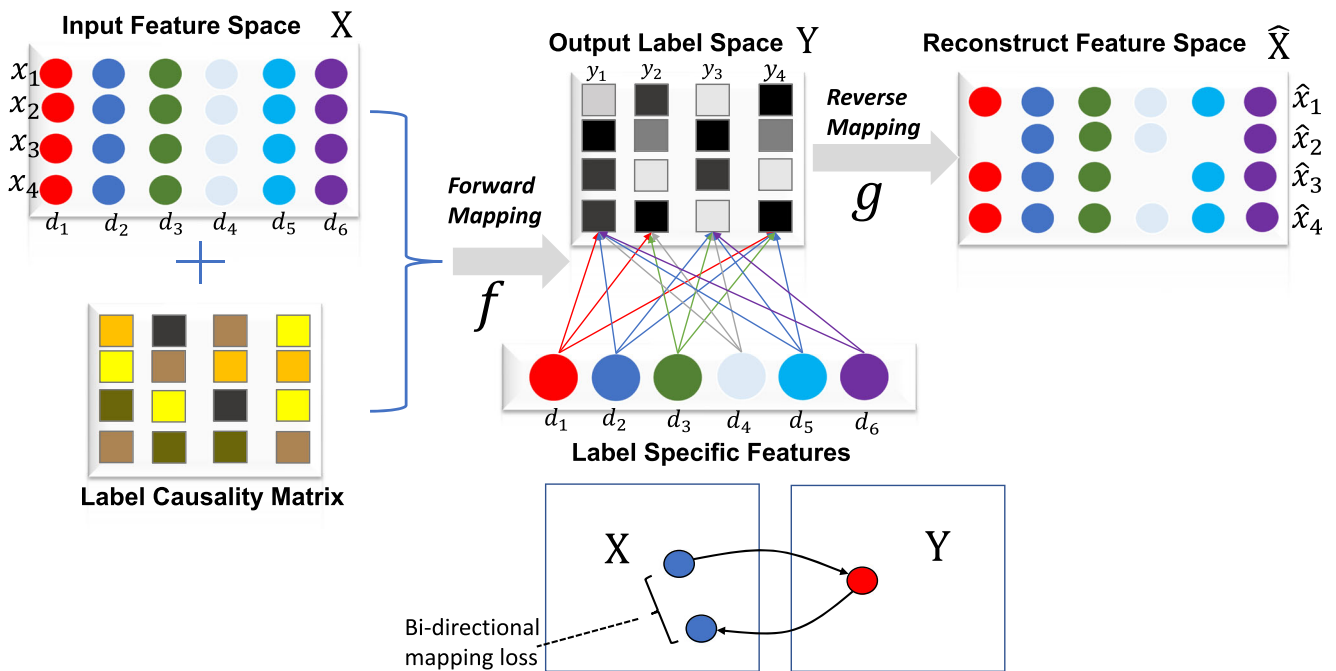 Input Feature Space X
x₁
x₂
x₃
x₄
d₁ d₂ d₃ d₄ d₅ d₆
Label Causality Matrix
Forward
Mapping
f
Output Label Space Y
y₁ y₂ y₃ y₄
d₁ d₂ d₃ d₄ d₅ d₆
Label Specific Features
Reverse
Mapping
g
Reconstruct Feature Space X̂
x̂₁
x̂₂
x̂₃
x̂₄
X
Y
Bi-directional
mapping loss